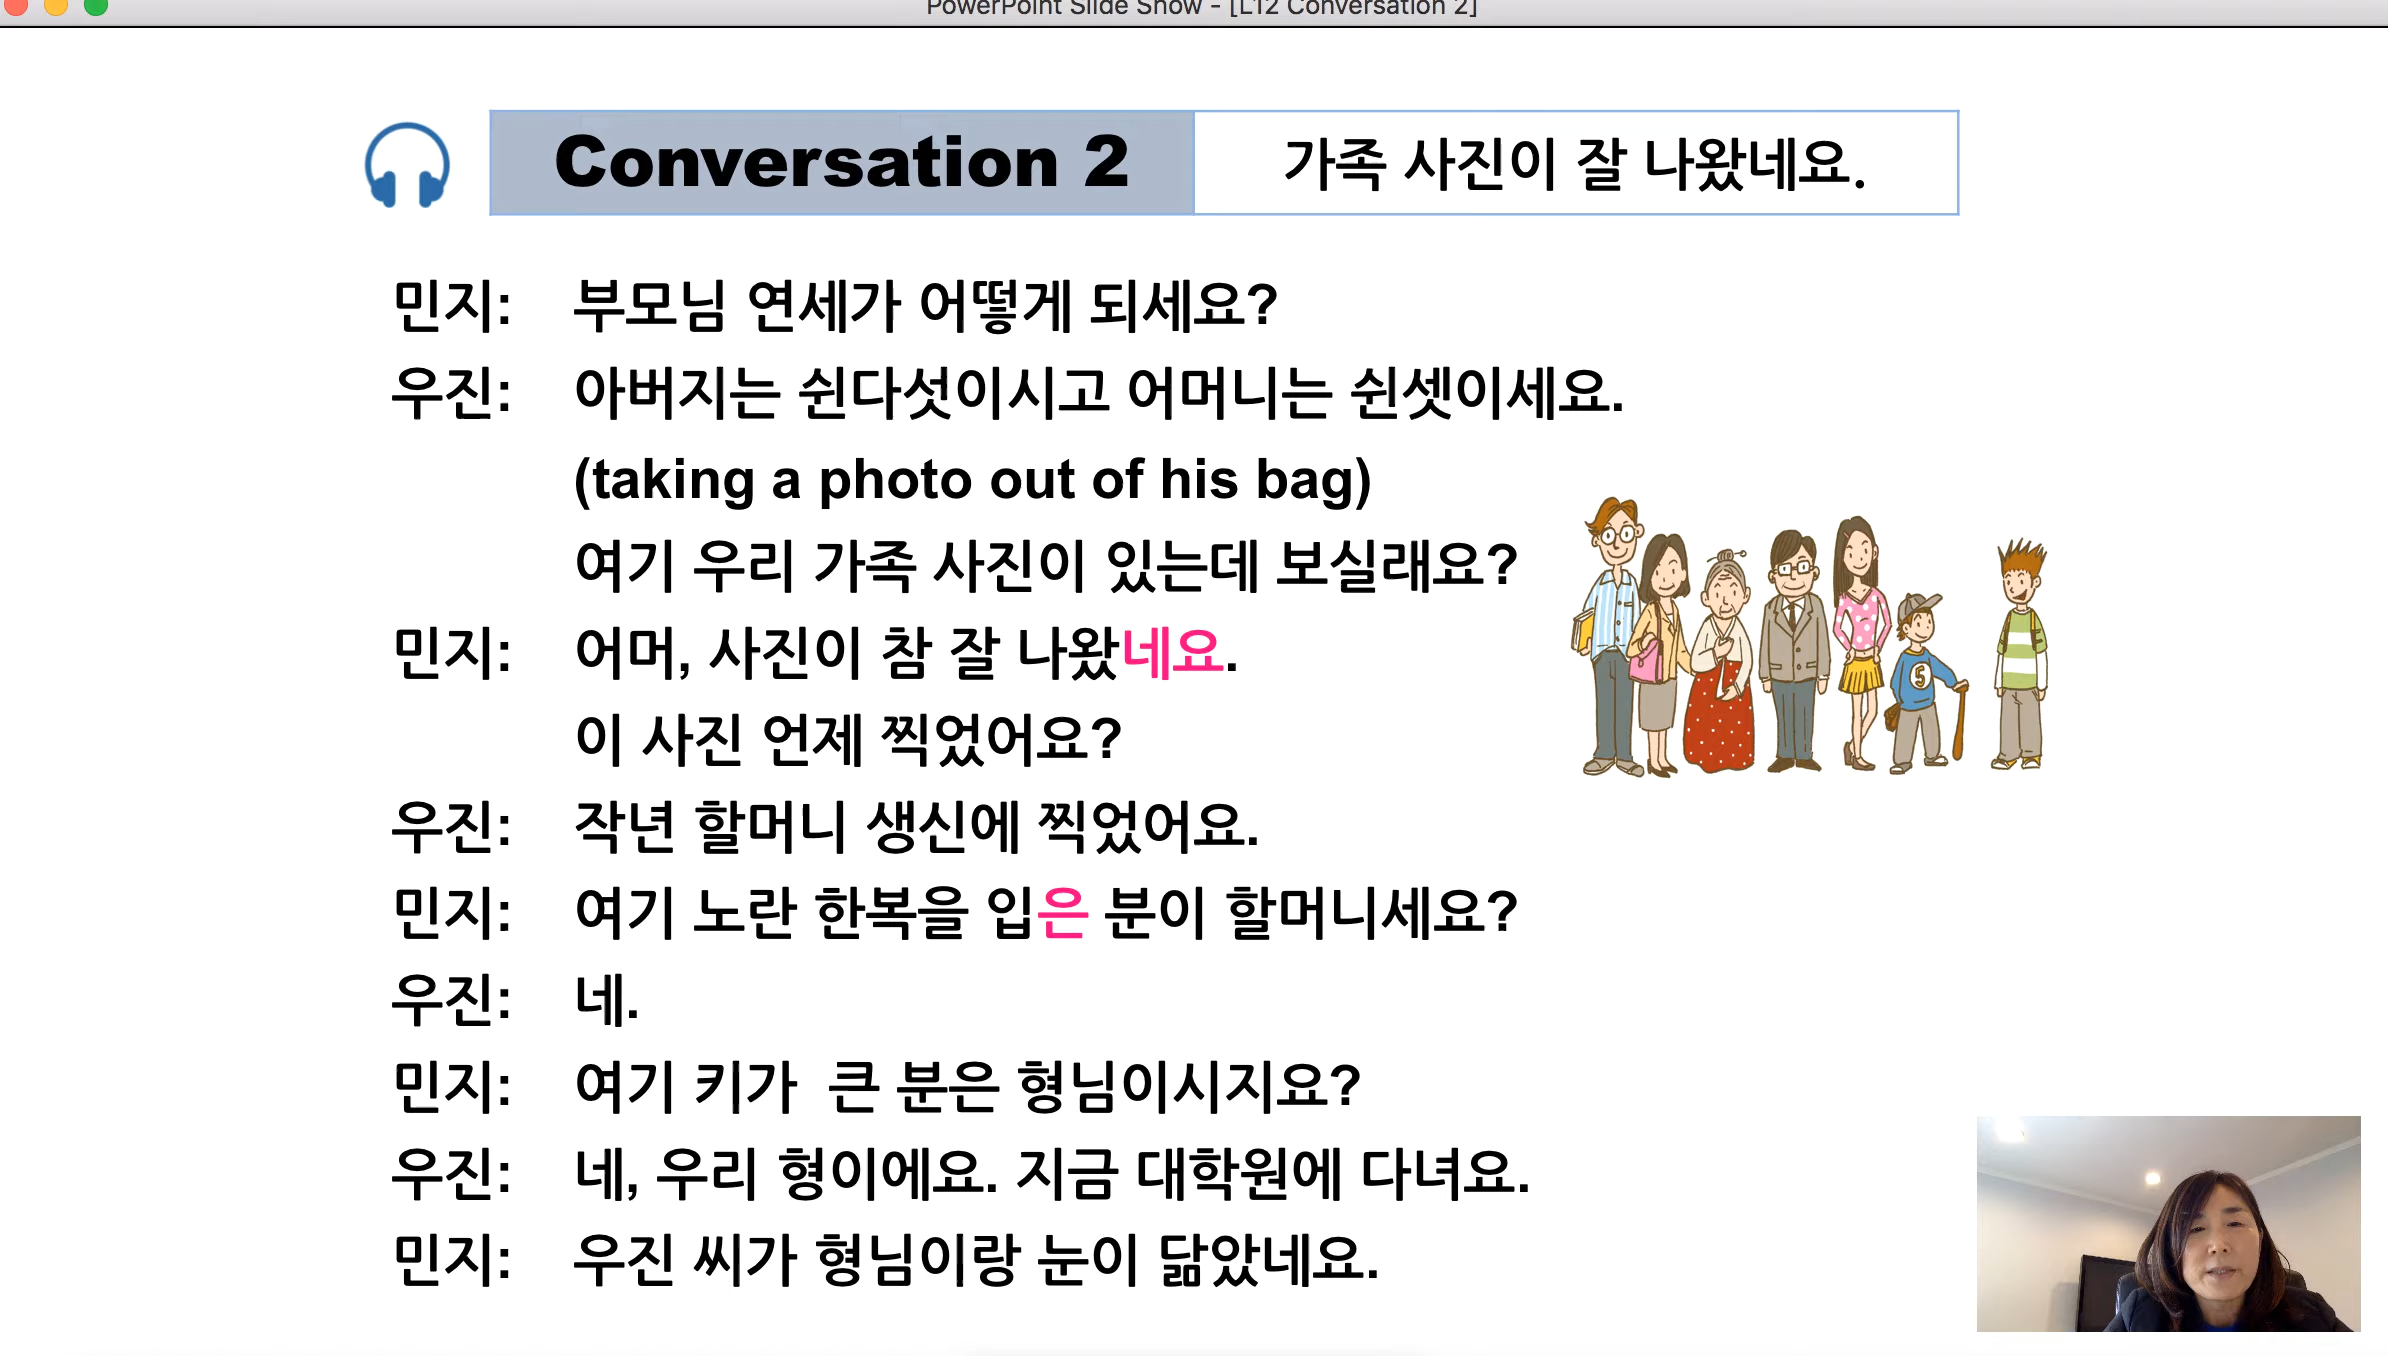 PowerPoint Slide Show - [L12 Conversation 2]
Conversation 2 가족 사진이 잘 나왔네요.
민지: 부모님 연세가 어떻게 되세요?
우진: 아버지는 쉰다섯이시고 어머니는 쉰셋이세요.
(taking a photo out of his bag)
여기 우리 가족 사진이 있는데 보실래요?
민지: 어머, 사진이 참 잘 나왔네요.
이 사진 언제 찍었어요?
5
우진: 작년 할머니 생신에 찍었어요.
민지: 여기 노란 한복을 입은 분이 할머니세요?
우진: 네.
민지: 여기 키가 큰 분은 형님이시지요?
우진: 네, 우리 형이에요. 지금 대학원에 다녀요.
민지: 우진 씨가 형님이랑 눈이 닮았네요.